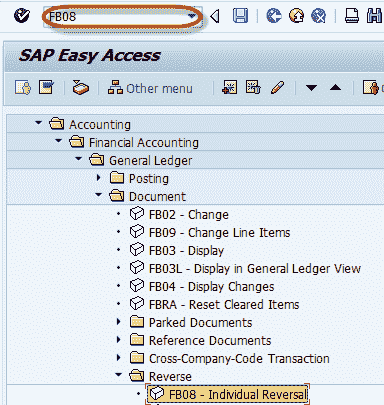 FB08
SAP Easy Access
Other menu
Accounting
Financial Accounting
General Ledger
Posting
Document
FB02 - Change
FB09 - Change Line Items
FB03 - Display
FB03L - Display in General Ledger View
FB04 - Display Changes
FBRA - Reset Cleared Items
Parked Documents
Reference Documents
Cross-Company-Code Transaction
Reverse
FB08 - Individual Reversal